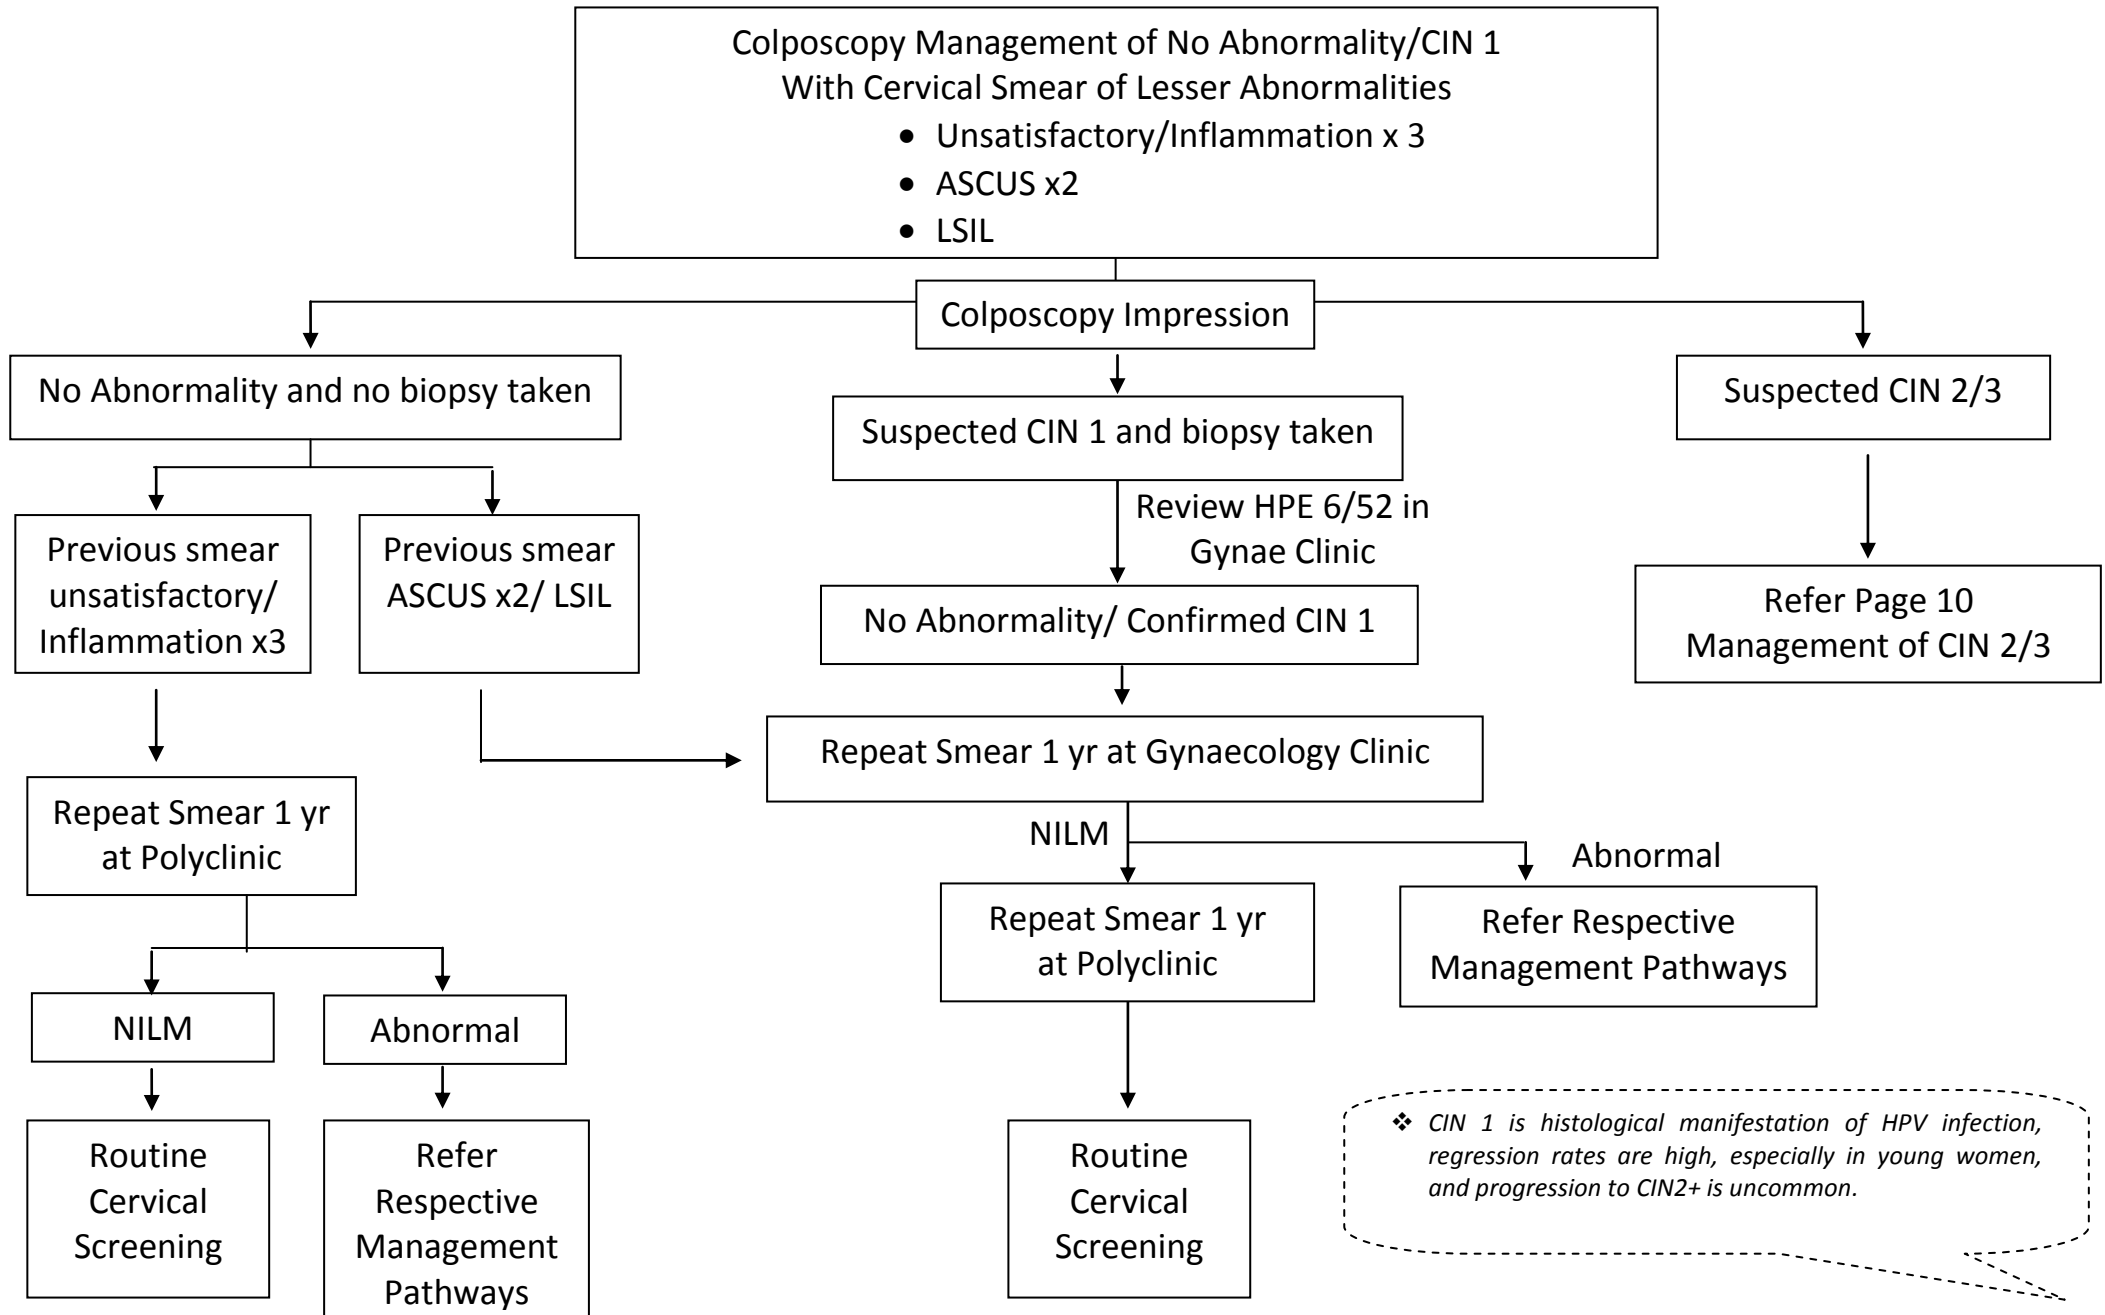 Colposcopy Management of No Abnormality/CIN 1
With Cervical Smear of Lesser Abnormalities
• Unsatisfactory/Inflammation x 3
• ASCUS x2
• LSIL
Colposcopy Impression
No Abnormality and no biopsy taken
Suspected CIN 1 and biopsy taken
Suspected CIN 2/3
Previous smear
unsatisfactory/
Inflammation x3
Previous smear
ASCUS x2/ LSIL
Review HPE 6/52 in
Gynae Clinic
No Abnormality/ Confirmed CIN 1
Refer Page 10
Management of CIN 2/3
Repeat Smear 1 yr at Gynaecology Clinic
Repeat Smear 1 yr
at Polyclinic
NILM
Abnormal
Repeat Smear 1 yr
at Polyclinic
Refer Respective
Management Pathways
NILM
Abnormal
Routine
Cervical
Screening
Refer
Respective
Management
Pathways
Routine
Cervical
Screening
❖ CIN 1 is histological manifestation of HPV infection,
regression rates are high, especially in young women,
and progression to CIN2+ is uncommon.